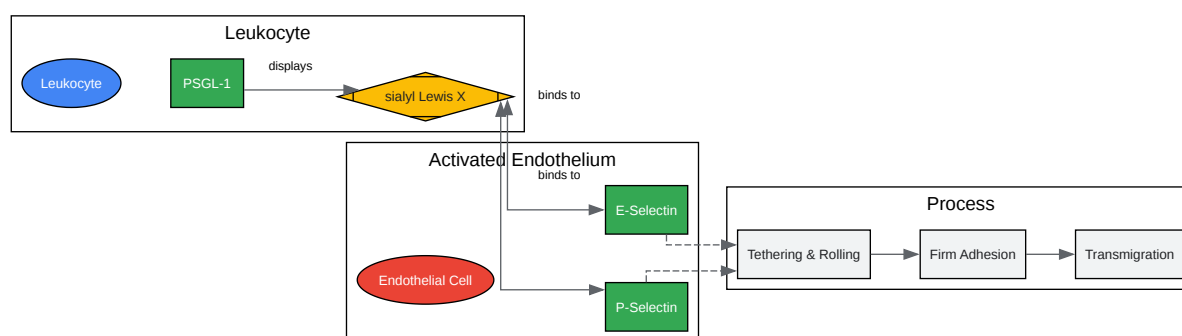 Leukocyte
Leukocyte
PSGL-1
displays
sialyl Lewis X
binds to
Activated Endothelium
binds to
E-Selectin
Endothelial Cell
P-Selectin
Process
Tethering & Rolling
Firm Adhesion
Transmigration